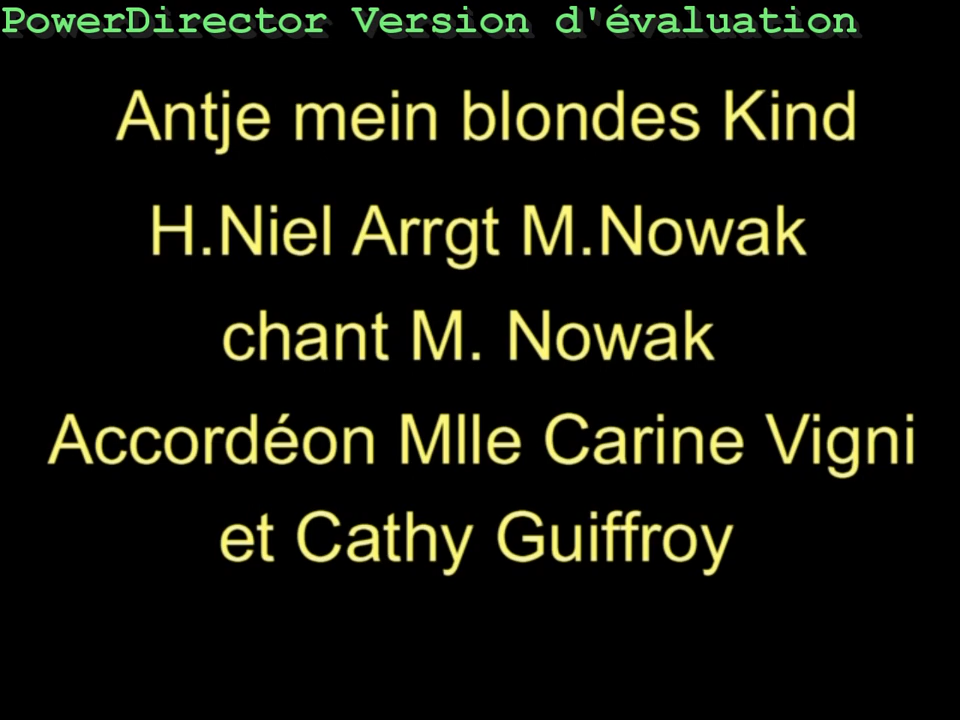 PowerDirector Version d'évaluation
Antje mein blondes Kind
H.Niel Arrgt M.Nowak
chant M. Nowak
Accordéon Mlle Carine Vigni
et Cathy Guiffroy